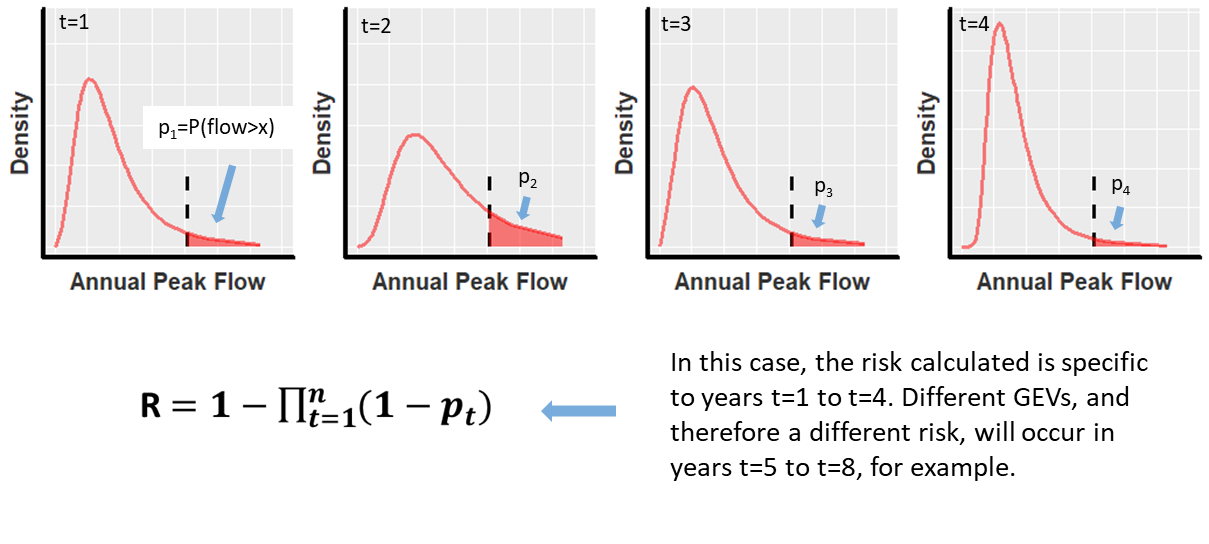 t=1
t=2
t=3
t=4
p₁=P(flow>x)
p₂
p₃
p₄
Density
Density
Density
Density
Annual Peak Flow
Annual Peak Flow
Annual Peak Flow
Annual Peak Flow
R = 1 − ∏ⁿₜ₌₁(1 − pₜ)
In this case, the risk calculated is specific
to years t=1 to t=4. Different GEVs, and
therefore a different risk, will occur in
years t=5 to t=8, for example.